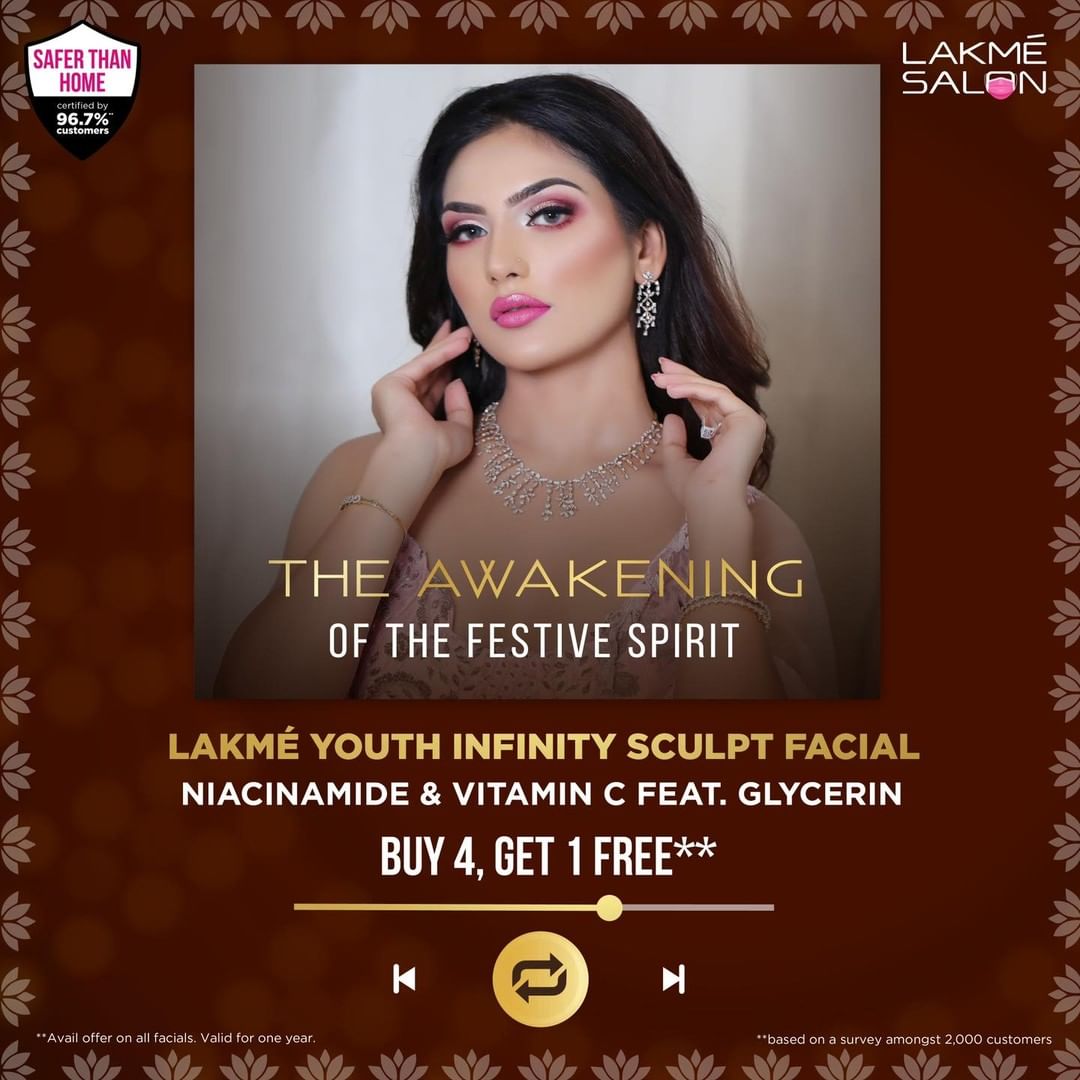 SAFER THAN
HOME
certified by
96.7%**
customers
LAKMÉ
SALON
THE AWAKENING
OF THE FESTIVE SPIRIT
LAKMÉ YOUTH INFINITY SCULPT FACIAL
NIACINAMIDE & VITAMIN C FEAT. GLYCERIN
BUY 4, GET 1 FREE**
**Avail offer on all facials. Valid for one year.
**based on a survey amongst 2,000 customers